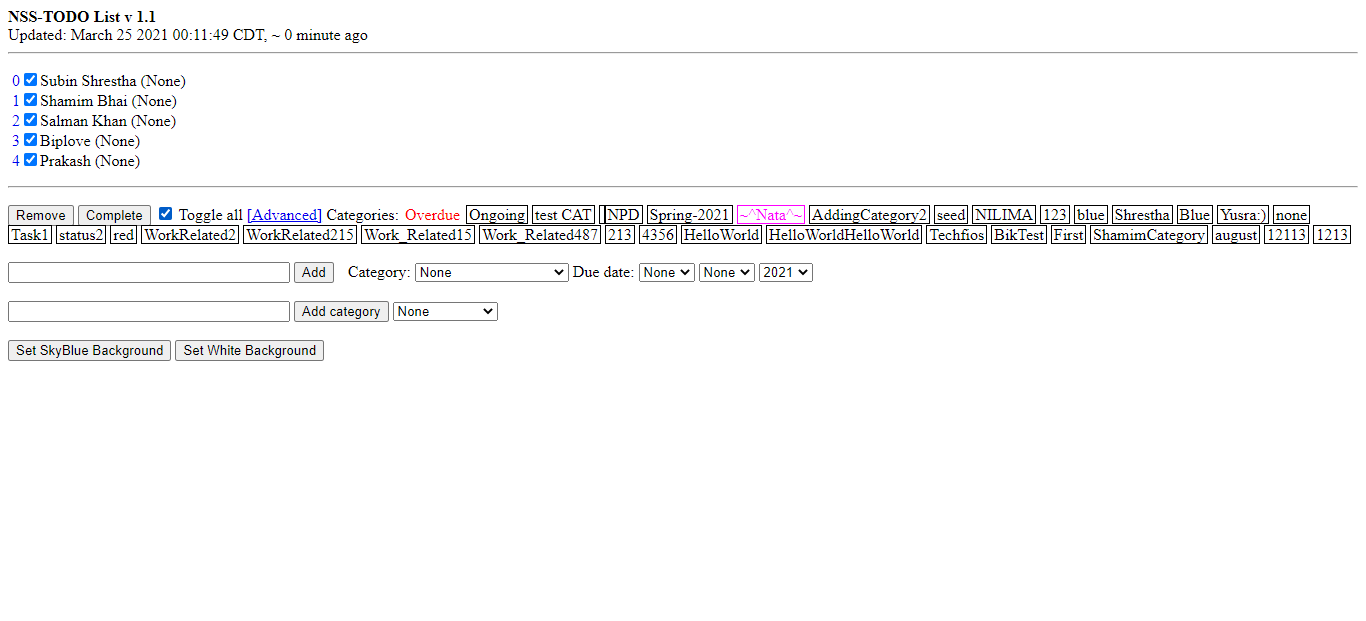 NSS-TODO List v 1.1
Updated: March 25 2021 00:11:49 CDT, ~ 0 minute ago
0 Subin Shrestha (None)
1 Shamim Bhai (None)
2 Salman Khan (None)
3 Biplove (None)
4 Prakash (None)
Remove Complete Toggle all [Advanced] Categories: Overdue Ongoing test CAT NPD Spring-2021 ~^Nata^~ AddingCategory2 seed NILIMA 123 blue Shrestha Blue Yusra:) none
Task1 status2 red WorkRelated2 WorkRelated215 Work_Related15 Work_Related487 213 4356 HelloWorld HelloWorldHelloWorld Techfios BikTest First ShamimCategory august 12113 1213
Add Category: None Due date: None None 2021
Add category None
Set SkyBlue Background Set White Background